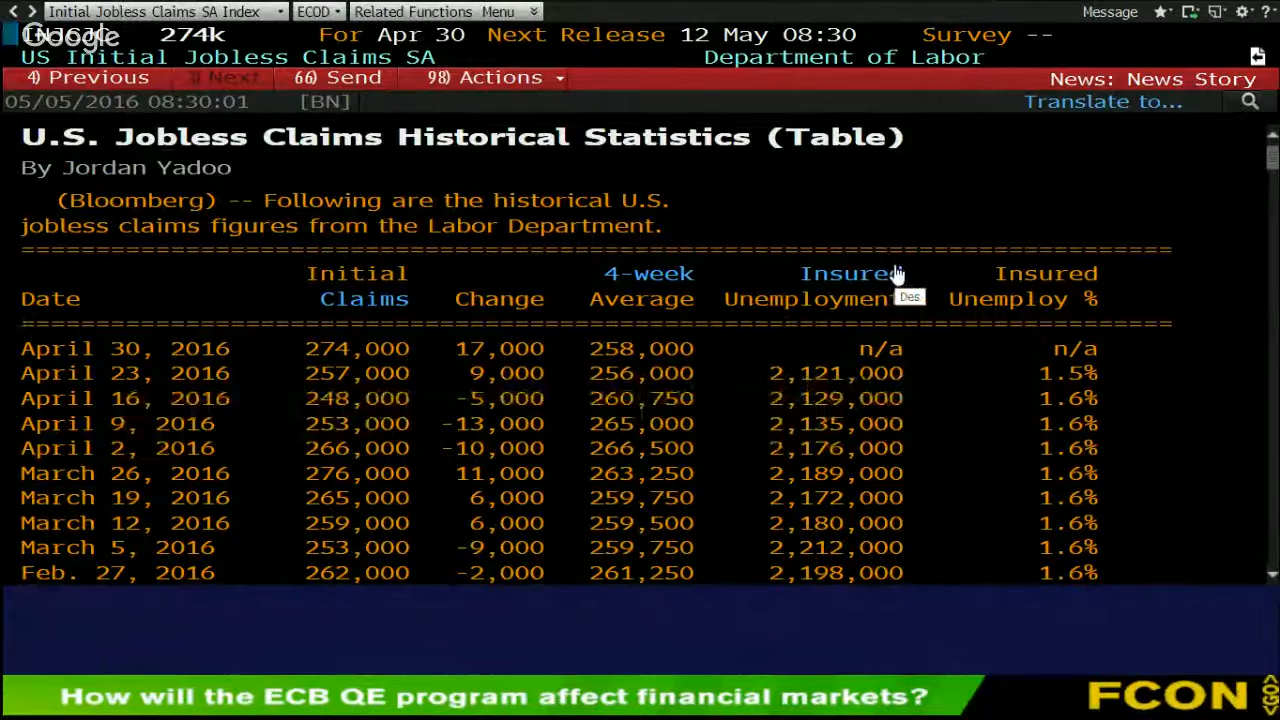 Initial Jobless Claims SA Index ECOD Related Functions Menu Message
Google 274k For Apr 30 Next Release 12 May 08:30 Survey --
US Initial Jobless Claims SA Department of Labor
4) Previous Next 66) Send 98) Actions News: News Story
05/05/2016 08:30:01 [BN] Translate to...
U.S. Jobless Claims Historical Statistics (Table)
By Jordan Yadoo
(Bloomberg) -- Following are the historical U.S.
jobless claims figures from the Labor Department.
Initial 4-week Insured Insured
Date Claims Change Average Unemployment Unemploy %
Des
April 30, 2016 274,000 17,000 258,000 n/a n/a
April 23, 2016 257,000 9,000 256,000 2,121,000 1.5%
April 16, 2016 248,000 -5,000 260,750 2,129,000 1.6%
April 9, 2016 253,000 -13,000 265,000 2,135,000 1.6%
April 2, 2016 266,000 -10,000 266,500 2,176,000 1.6%
March 26, 2016 276,000 11,000 263,250 2,189,000 1.6%
March 19, 2016 265,000 6,000 259,750 2,172,000 1.6%
March 12, 2016 259,000 6,000 259,500 2,180,000 1.6%
March 5, 2016 253,000 -9,000 259,750 2,212,000 1.6%
Feb. 27, 2016 262,000 -2,000 261,250 2,198,000 1.6%
How will the ECB QE program affect financial markets? FCON